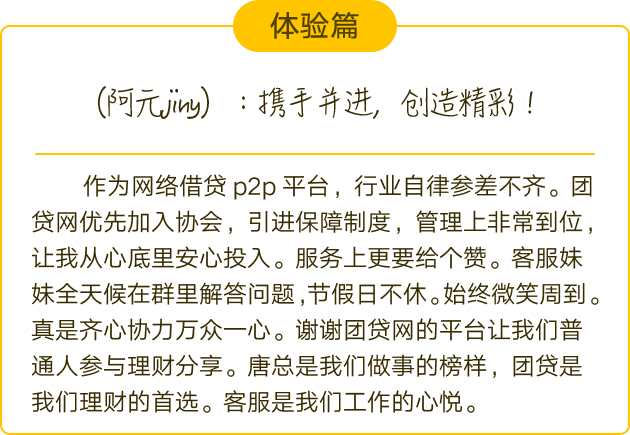 体验篇
（阿元jiny）：携手并进，创造精彩！
作为网络借贷 p2p 平台，行业自律参差不齐。团
贷网优先加入协会，引进保障制度，管理上非常到位，
让我从心底里安心投入。服务上更要给个赞。客服妹
妹全天候在群里解答问题，节假日不休。始终微笑周到。
真是齐心协力万众一心。谢谢团贷网的平台让我们普
通人参与理财分享。唐总是我们做事的榜样，团贷是
我们理财的首选。客服是我们工作的心悦。